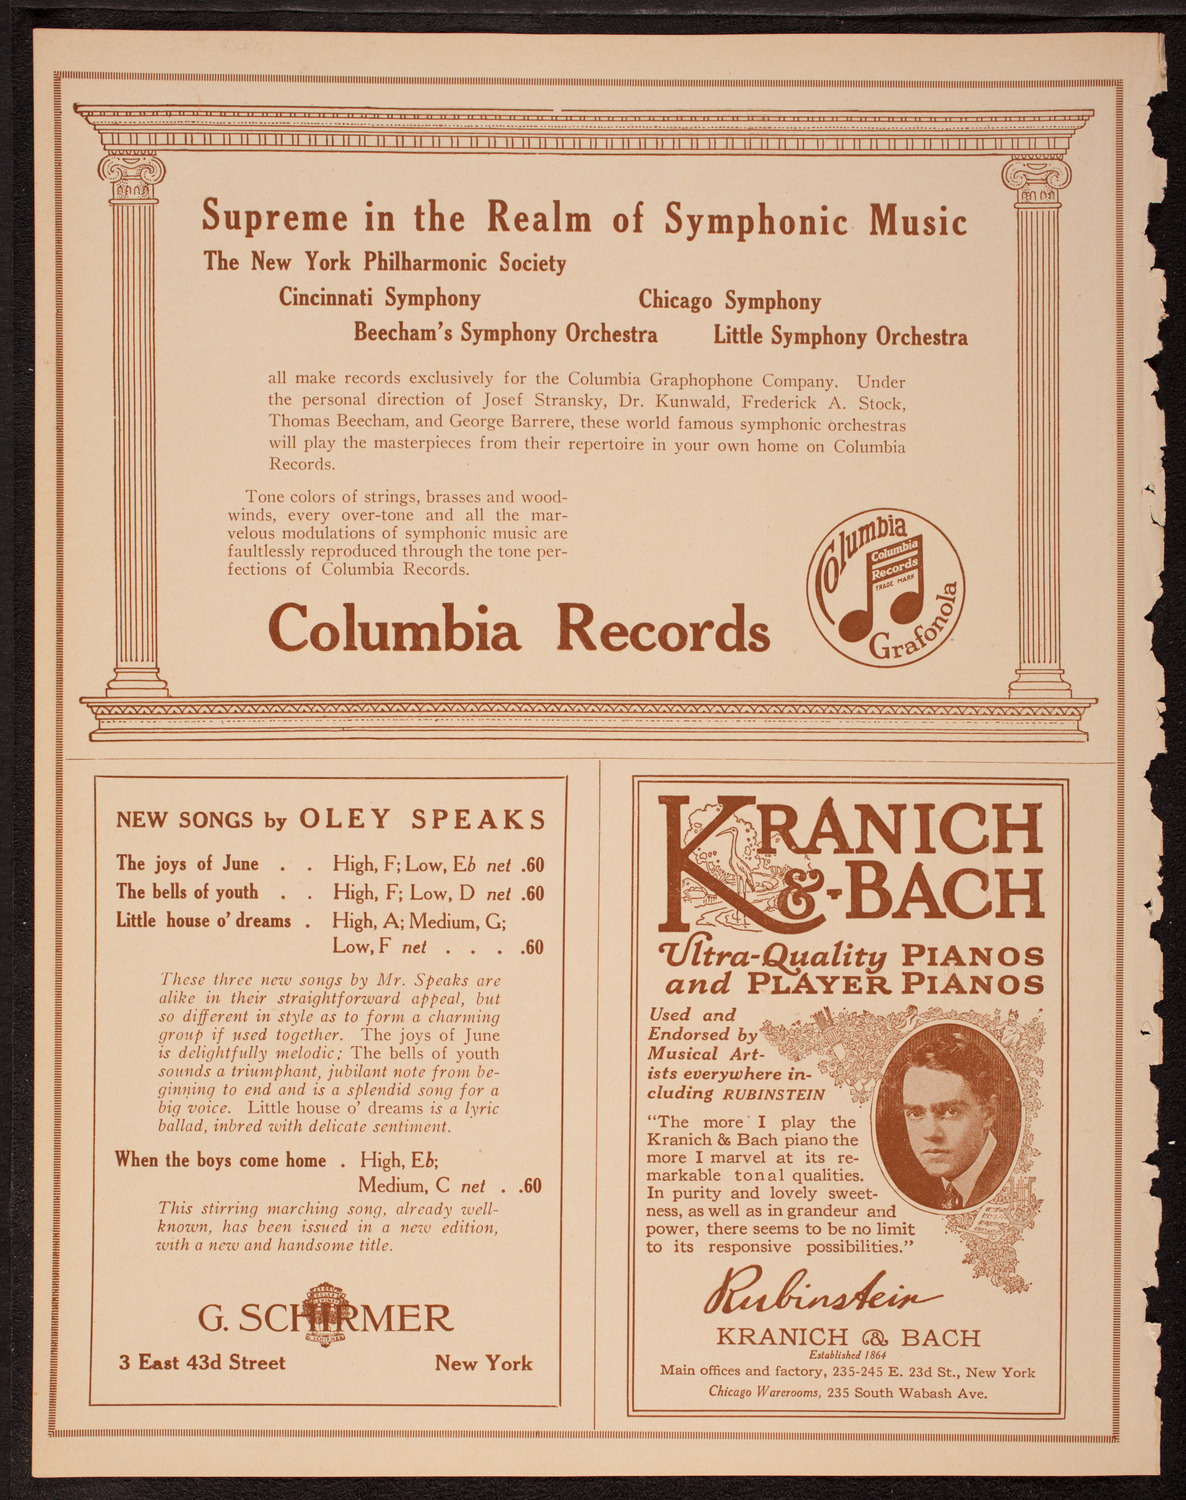 Supreme in the Realm of Symphonic Music
The New York Philharmonic Society
Cincinnati Symphony Chicago Symphony
Beecham's Symphony Orchestra Little Symphony Orchestra
all make records exclusively for the Columbia Graphophone Company. Under
the personal direction of Josef Stransky, Dr. Kunwald, Frederick A. Stock,
Thomas Beecham, and George Barrere, these world famous symphonic orchestras
will play the masterpieces from their repertoire in your own home on Columbia
Records.
Tone colors of strings, brasses and wood-
winds, every over-tone and all the mar-
velous modulations of symphonic music are
faultlessly reproduced through the tone per-
fections of Columbia Records.
Columbia Records
Columbia
Columbia
Records
TRADE MARK
Grafonola
NEW SONGS by OLEY SPEAKS
The joys of June . . High, F; Low, Eb net .60
The bells of youth . . High, F; Low, D net .60
Little house o' dreams . High, A; Medium, G;
Low, F net . . . .60
These three new songs by Mr. Speaks are
alike in their straightforward appeal, but
so different in style as to form a charming
group if used together. The joys of June
is delightfully melodic; The bells of youth
sounds a triumphant, jubilant note from be-
ginning to end and is a splendid song for a
big voice. Little house o' dreams is a lyric
ballad, inbred with delicate sentiment.
When the boys come home . High, Eb;
Medium, C net . .60
This stirring marching song, already well-
known, has been issued in a new edition,
with a new and handsome title.
G. SCHIRMER
3 East 43d Street New York
KRANICH
&-BACH
Ultra-Quality PIANOS
and PLAYER PIANOS
Used and
Endorsed by
Musical Art-
ists everywhere in-
cluding RUBINSTEIN
"The more I play the
Kranich & Bach piano the
more I marvel at its re-
markable tonal qualities.
In purity and lovely sweet-
ness, as well as in grandeur and
power, there seems to be no limit
to its responsive possibilities."
Rubinstein
KRANICH & BACH
Established 1864
Main offices and factory, 235-245 E. 23d St., New York
Chicago Warerooms, 235 South Wabash Ave.